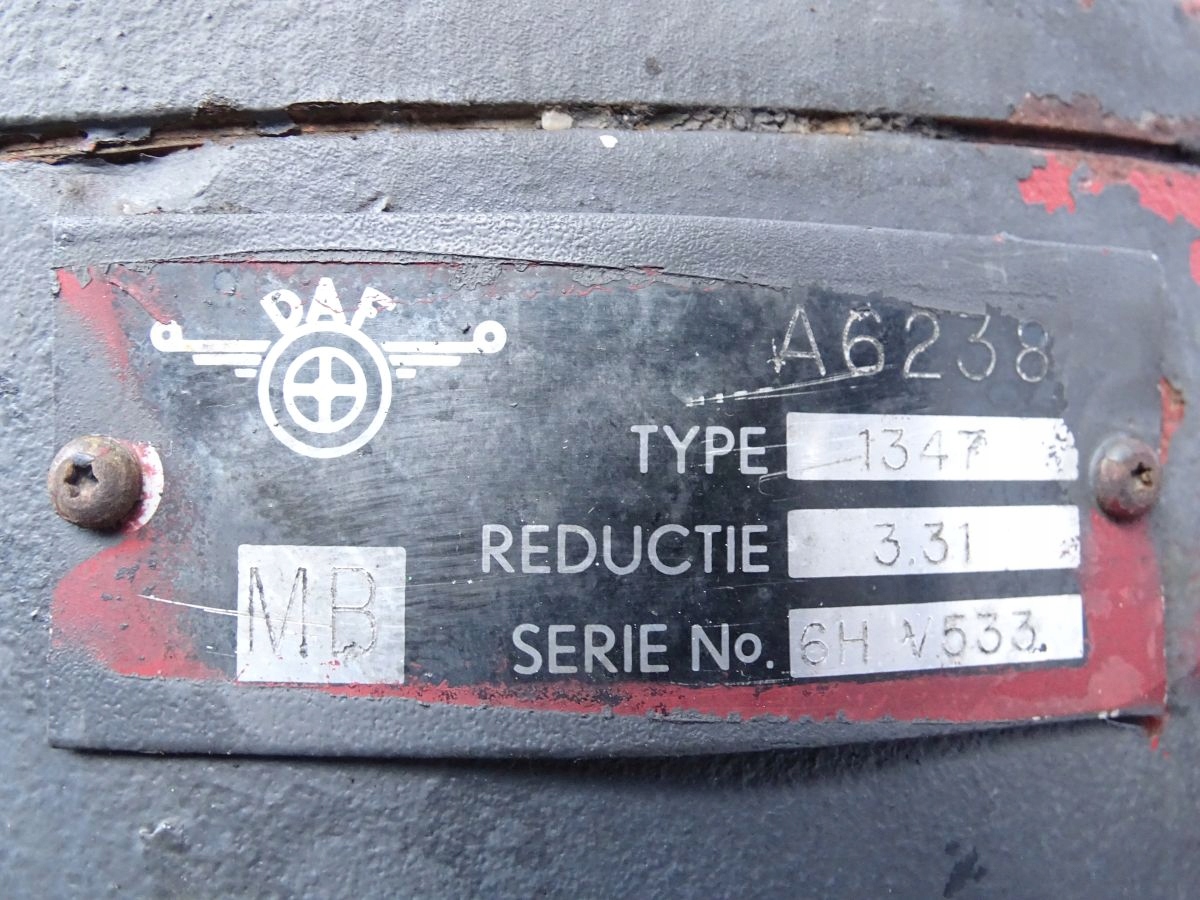 DAF
A6238
TYPE 1347
REDUCTIE 3.31
MB
SERIE No. 6H V533